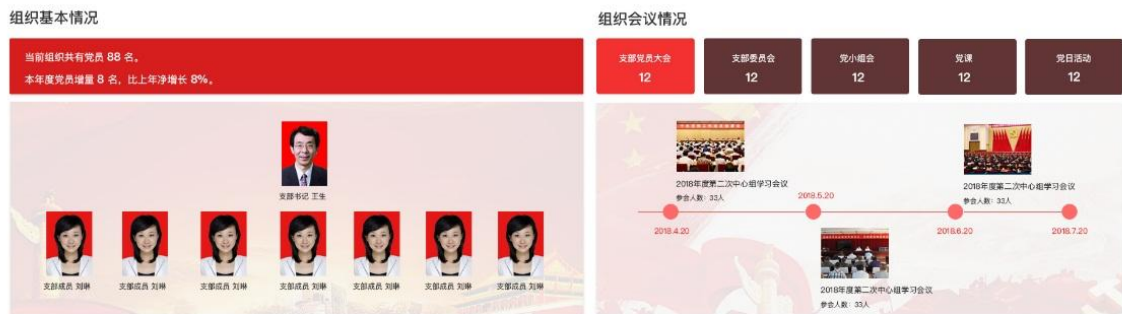 组织基本情况
当前组织共有党员 88 名。
本年度党员增量 8 名，比上年净增长 8%。
支部书记 王生
支部成员 刘琳
支部成员 刘琳
支部成员 刘琳
支部成员 刘琳
支部成员 刘琳
支部成员 刘琳
支部成员 刘琳
组织会议情况
支部党员大会
12
支部委员会
12
党小组会
12
党课
12
党日活动
12
2018年度第二次中心组学习会议
参会人数：33人
2018年度第二次中心组学习会议
参会人数：33人
2018.4.20
2018.5.20
2018.6.20
2018.7.20
2018年度第二次中心组学习会议
参会人数：33人